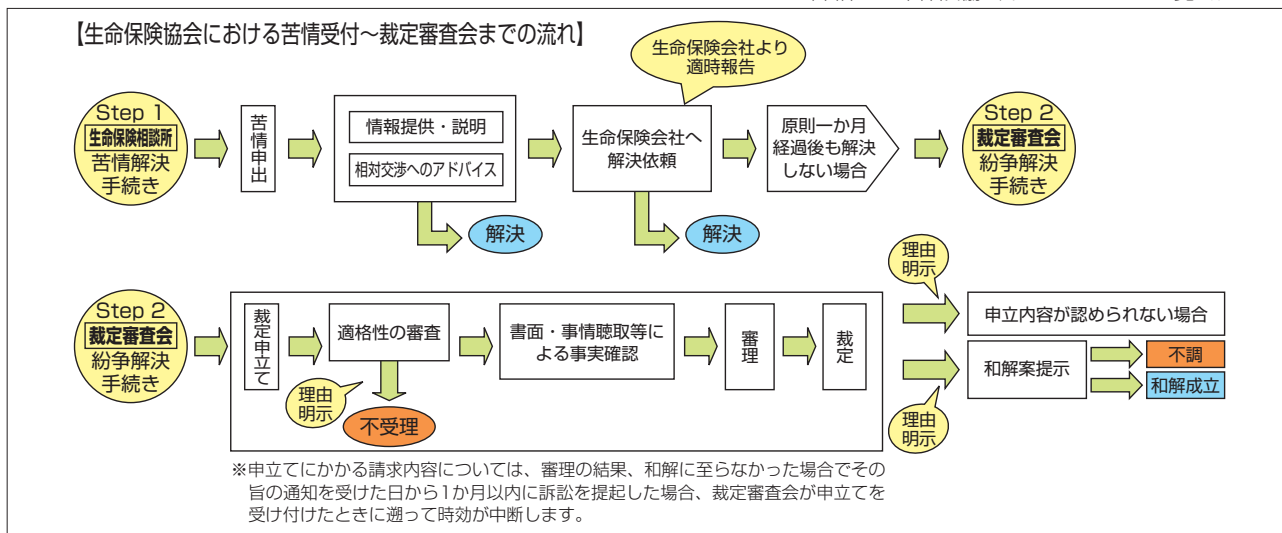 【生命保険協会における苦情受付~裁定審査会までの流れ】
生命保険会社より
適時報告
Step 1
生命保険相談所
苦情解決
手続き
苦情申出
情報提供・説明
相対交渉へのアドバイス
解決
生命保険会社へ
解決依頼
解決
原則一か月
経過後も解決
しない場合
Step 2
裁定審査会
紛争解決
手続き
Step 2
裁定審査会
紛争解決
手続き
裁定申立て
適格性の審査
理由
明示
不受理
書面・事情聴取等に
よる事実確認
審理
裁定
理由
明示
申立内容が認められない場合
理由
明示
和解案提示
不調
和解成立
※申立てにかかる請求内容については、審理の結果、和解に至らなかった場合でその
旨の通知を受けた日から1か月以内に訴訟を提起した場合、裁定審査会が申立てを
受け付けたときに遡って時効が中断します。